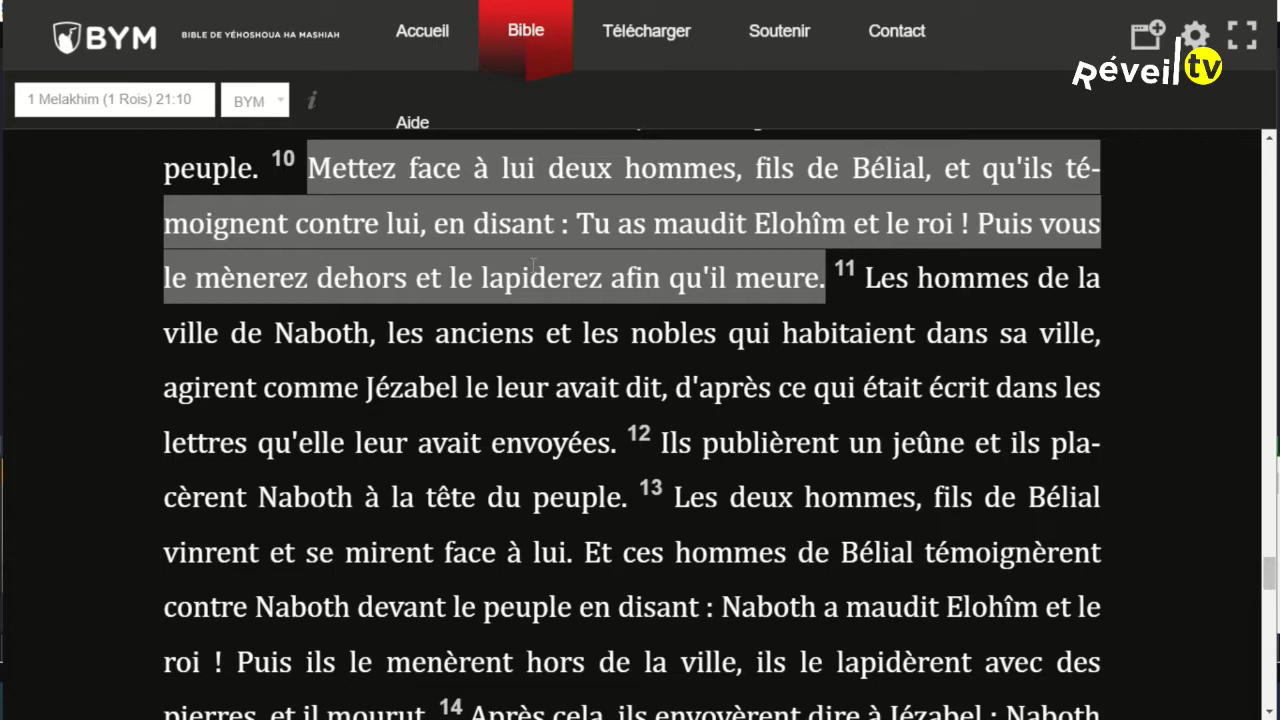 BYM
BIBLE DE YÉHOSHOUA HA MASHIAH
Accueil
Bible
Télécharger
Soutenir
Contact
Réveil tv
1 Melakhim (1 Rois) 21:10
BYM
i
Aide
peuple. 10 Mettez face à lui deux hommes, fils de Bélial, et qu'ils té-
moignent contre lui, en disant : Tu as maudit Elohîm et le roi ! Puis vous
le mènerez dehors et le lapiderez afin qu'il meure. 11 Les hommes de la
ville de Naboth, les anciens et les nobles qui habitaient dans sa ville,
agirent comme Jézabel le leur avait dit, d'après ce qui était écrit dans les
lettres qu'elle leur avait envoyées. 12 Ils publièrent un jeûne et ils pla-
cèrent Naboth à la tête du peuple. 13 Les deux hommes, fils de Bélial
vinrent et se mirent face à lui. Et ces hommes de Bélial témoignèrent
contre Naboth devant le peuple en disant : Naboth a maudit Elohîm et le
roi ! Puis ils le menèrent hors de la ville, ils le lapidèrent avec des
pierres, et il mourut. 14 Après cela, ils envoyèrent dire à Jézabel : Naboth